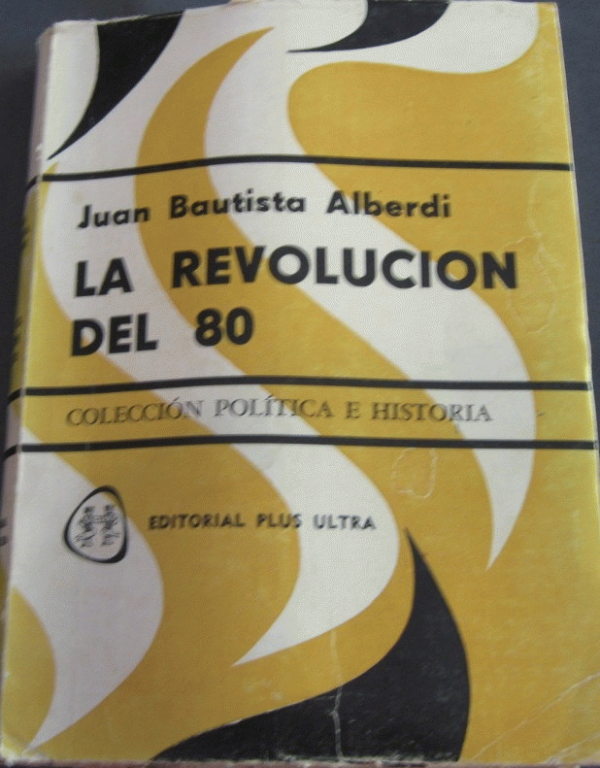 Juan Bautista Alberdi
LA REVOLUCION
DEL 80
COLECCIÓN POLÍTICA E HISTORIA
EDITORIAL PLUS ULTRA